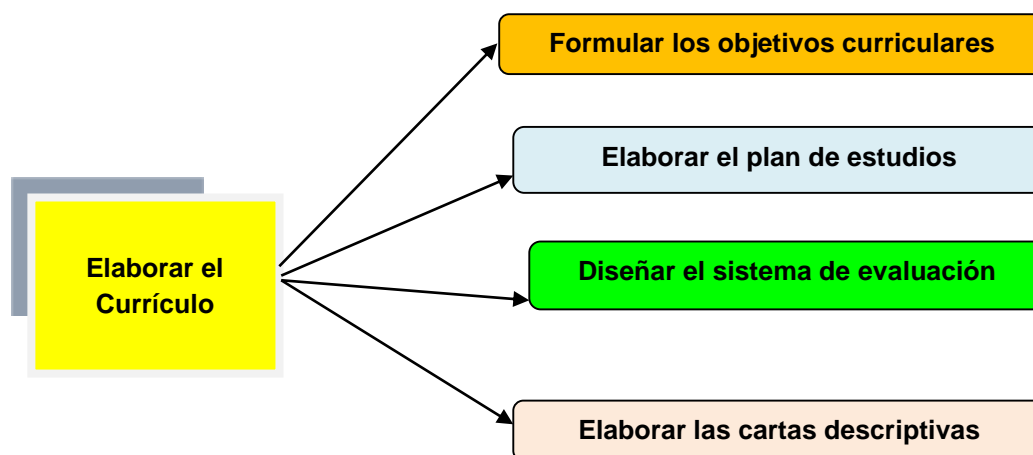 Formular los objetivos curriculares
Elaborar el plan de estudios
Elaborar el
Currículo
Diseñar el sistema de evaluación
Elaborar las cartas descriptivas